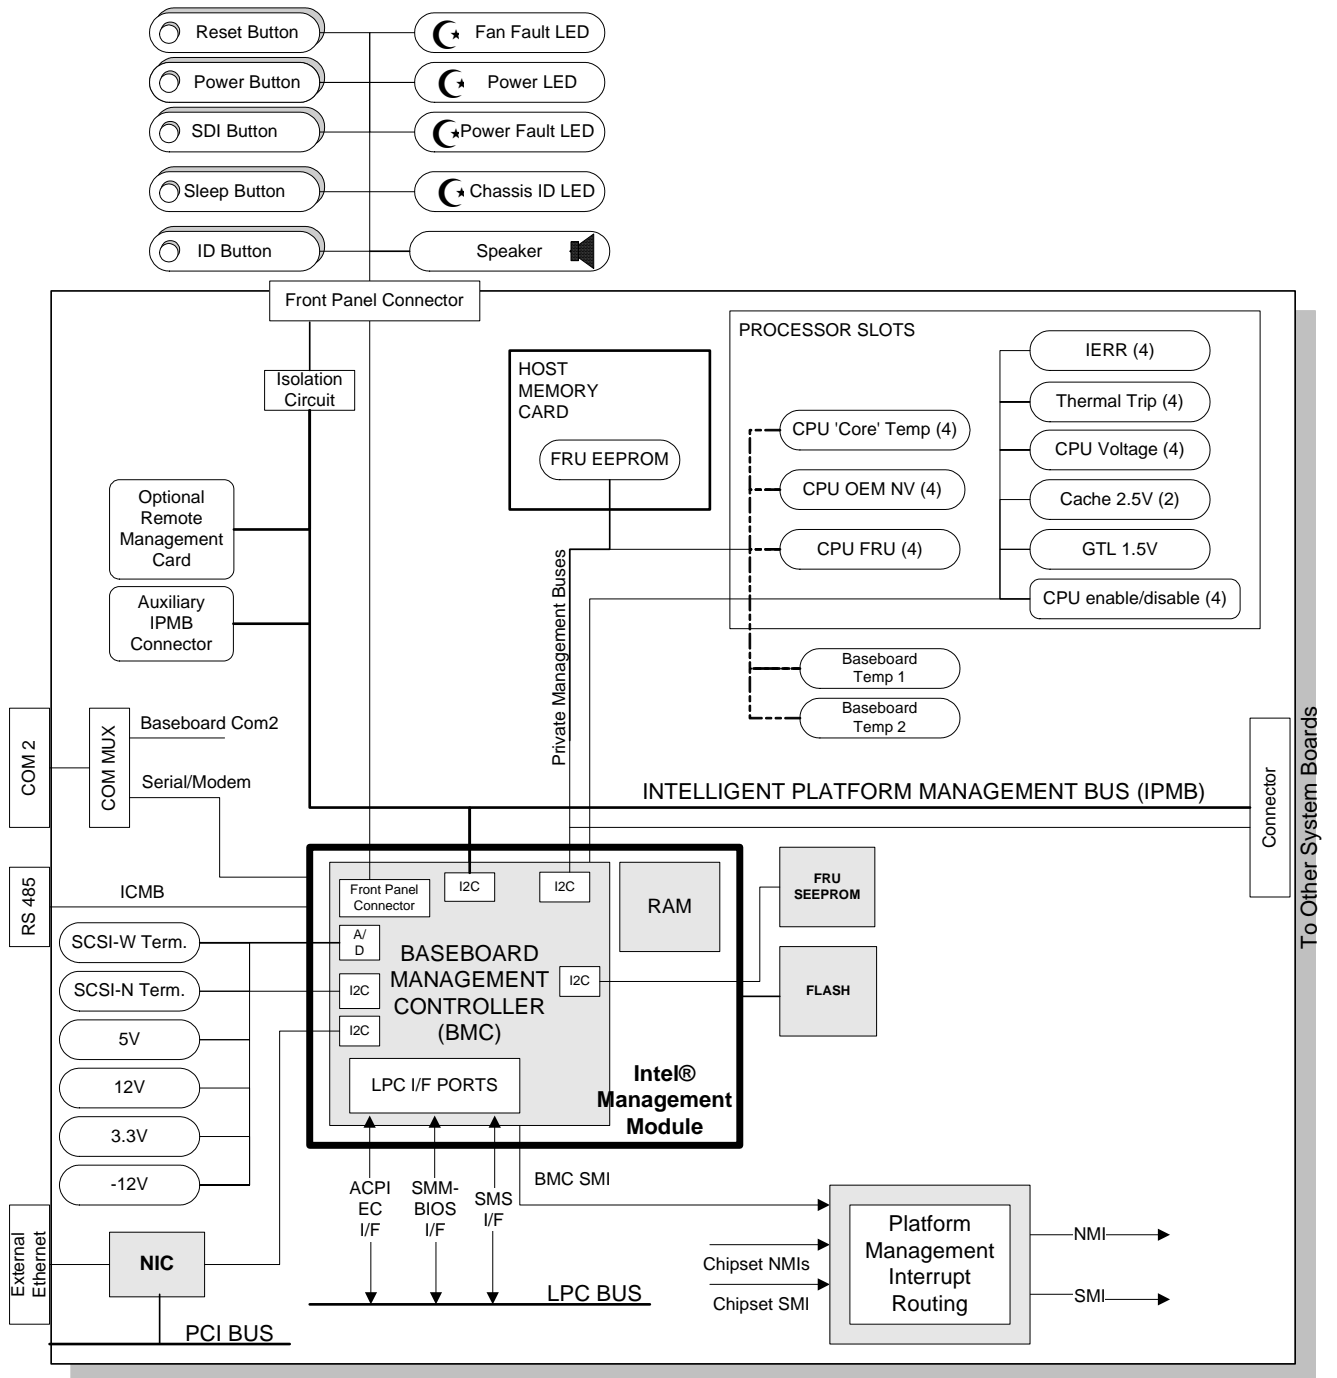 Reset Button
Fan Fault LED
Power Button
Power LED
SDI Button
Power Fault LED
Sleep Button
Chassis ID LED
ID Button
Speaker
Front Panel Connector
Isolation
Circuit
HOST
MEMORY
CARD
FRU EEPROM
PROCESSOR SLOTS
IERR (4)
Thermal Trip (4)
CPU 'Core' Temp (4)
CPU Voltage (4)
CPU OEM NV (4)
Cache 2.5V (2)
CPU FRU (4)
GTL 1.5V
CPU enable/disable (4)
Optional
Remote
Management
Card
Auxiliary
IPMB
Connector
Private Management Buses
Baseboard
Temp 1
Baseboard
Temp 2
COM 2
COM MUX
Baseboard Com2
Serial/Modem
INTELLIGENT PLATFORM MANAGEMENT BUS (IPMB)
Connector
To Other System Boards
RS 485
ICMB
Front Panel
Connector
I2C
I2C
RAM
FRU
SEEPROM
SCSI-W Term.
A/
D
BASEBOARD
MANAGEMENT
CONTROLLER
(BMC)
I2C
SCSI-N Term.
I2C
FLASH
5V
I2C
12V
LPC I/F PORTS
Intel®
Management
Module
3.3V
-12V
ACPI
EC
I/F
SMM-
BIOS
I/F
SMS
I/F
BMC SMI
External
Ethernet
NIC
Platform
Management
Interrupt
Routing
Chipset NMIs
Chipset SMI
NMI
SMI
LPC BUS
PCI BUS